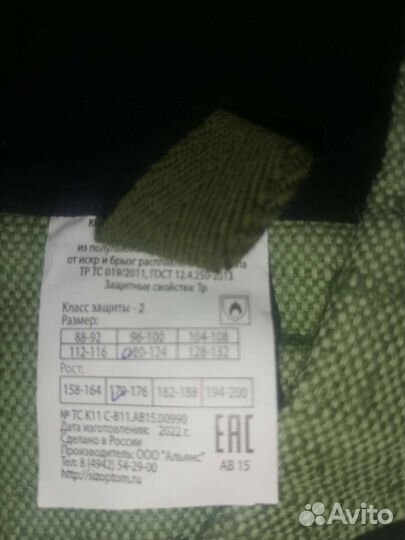 из
от искр и брызг
ТР ТС 019/2011, ГОСТ 12.4.250-2013
Защитные свойства: Тр
Класс защиты - 2
Размер:
88-92 96-100 104-108
112-116 120-124 128-132
Рост:
158-164 170-176 182-188 194-200
№ ТС К11 С-В11.АВ15.00990
Дата изготовления: 2022 г.
Сделано в России
Производитель: ООО "Альянс"
Тел: 8 (4942) 54-29-00
http://sizoptom.ru
ЕАС
АВ 15
Avito